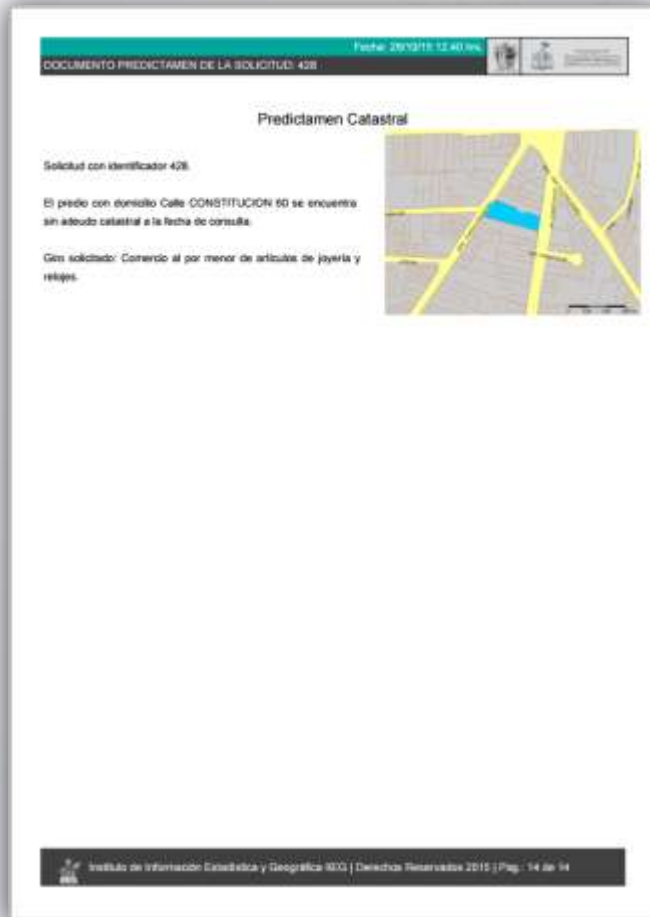 Fecha: 28/10/15 12:40 hrs.
DOCUMENTO PREDICTAMEN DE LA SOLICITUD: 428
Predictamen Catastral
Solicitud con identificador 428.
El predio con domicilio Calle CONSTITUCION 60 se encuentra
sin adeudo catastral a la fecha de consulta.
Giro solicitado: Comercio al por menor de artículos de joyería y
relojes.
Instituto de Información Estadística y Geográfica IIEG | Derechos Reservados 2015 | Pag.: 14 de 14